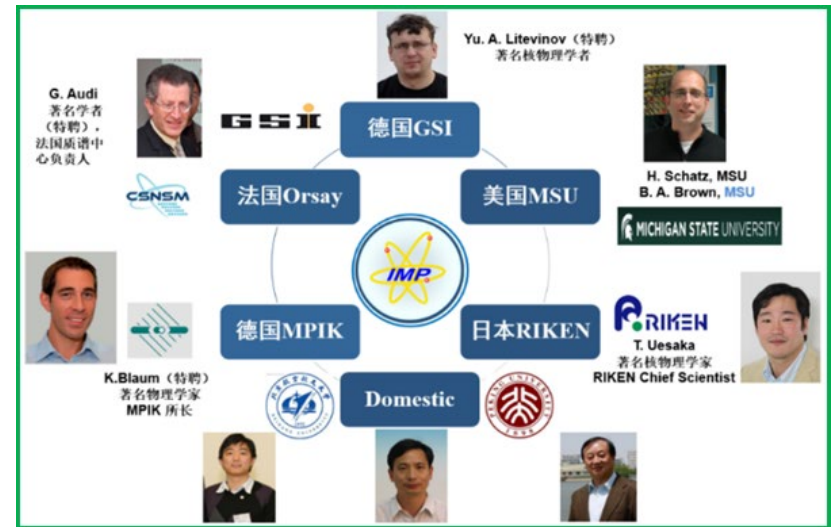 Yu. A. Litevinov（特聘）
著名核物理学者
G. Audi
著名学者
（特聘），
法国质谱中
心负责人
GSI
德国GSI
H. Schatz, MSU
B. A. Brown, MSU
法国Orsay
美国MSU
CSNSM
MICHIGAN STATE UNIVERSITY
IMP
德国MPIK
日本RIKEN
RIKEN
T. Uesaka
著名核物理学家
RIKEN Chief Scientist
K.Blaum（特聘）
著名物理学家
MPIK 所长
Domestic
PEKING UNIVERSITY
1898